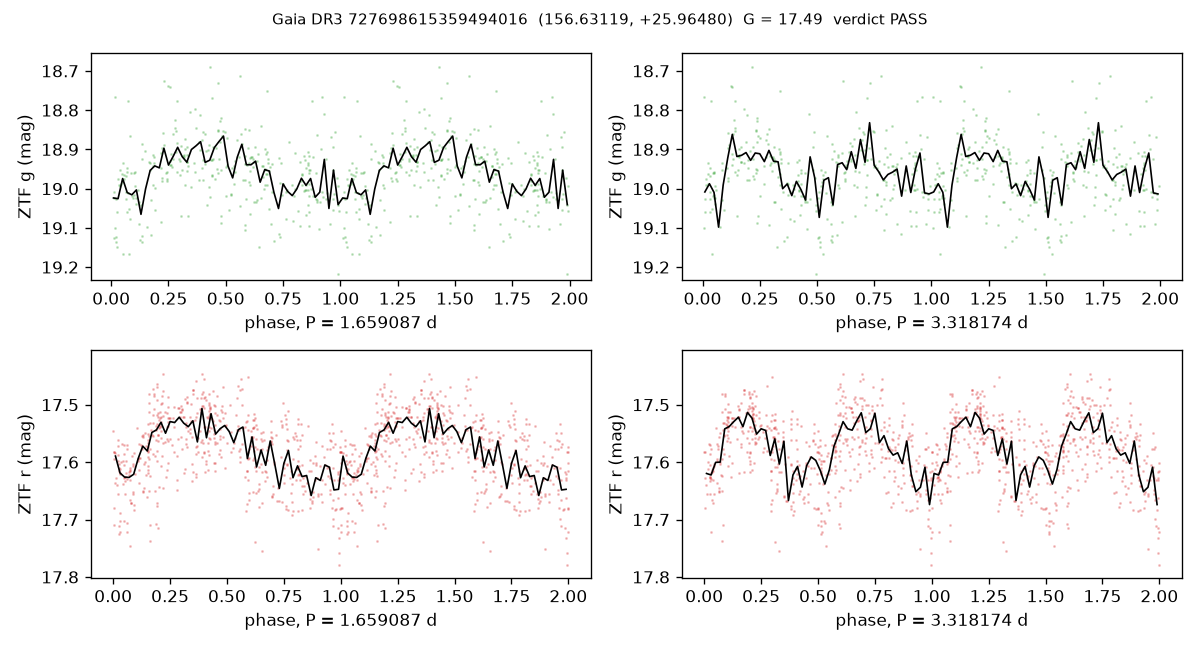 Gaia DR3 727698615359494016 (156.63119, +25.96480) G = 17.49 verdict PASS
ZTF g (mag)
18.7
18.8
18.9
19.0
19.1
19.2
0.00 0.25 0.50 0.75 1.00 1.25 1.50 1.75 2.00
phase, P = 1.659087 d
ZTF g (mag)
18.7
18.8
18.9
19.0
19.1
19.2
0.00 0.25 0.50 0.75 1.00 1.25 1.50 1.75 2.00
phase, P = 3.318174 d
ZTF r (mag)
17.5
17.6
17.7
17.8
0.00 0.25 0.50 0.75 1.00 1.25 1.50 1.75 2.00
phase, P = 1.659087 d
ZTF r (mag)
17.5
17.6
17.7
17.8
0.00 0.25 0.50 0.75 1.00 1.25 1.50 1.75 2.00
phase, P = 3.318174 d